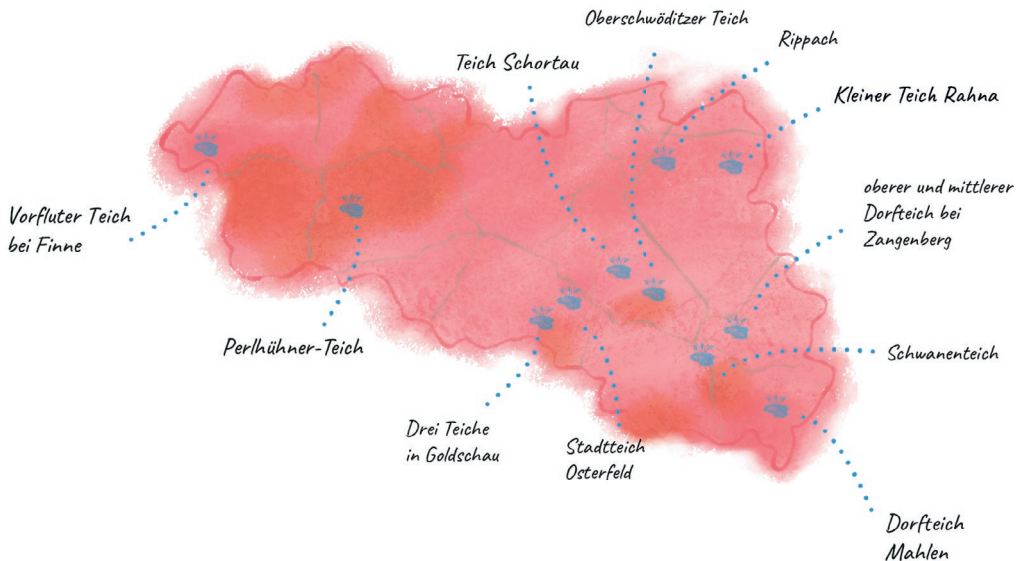 Oberschwöditzer Teich
Rippach
Teich Schortau
Kleiner Teich Rahna
oberer und mittlerer
Dorfteich bei
Zangenberg
Vorfluter Teich
bei Finne
Perlhühner-Teich
Schwanenteich
Drei Teiche
in Goldschau
Stadtteich
Osterfeld
Dorfteich
Mahlen